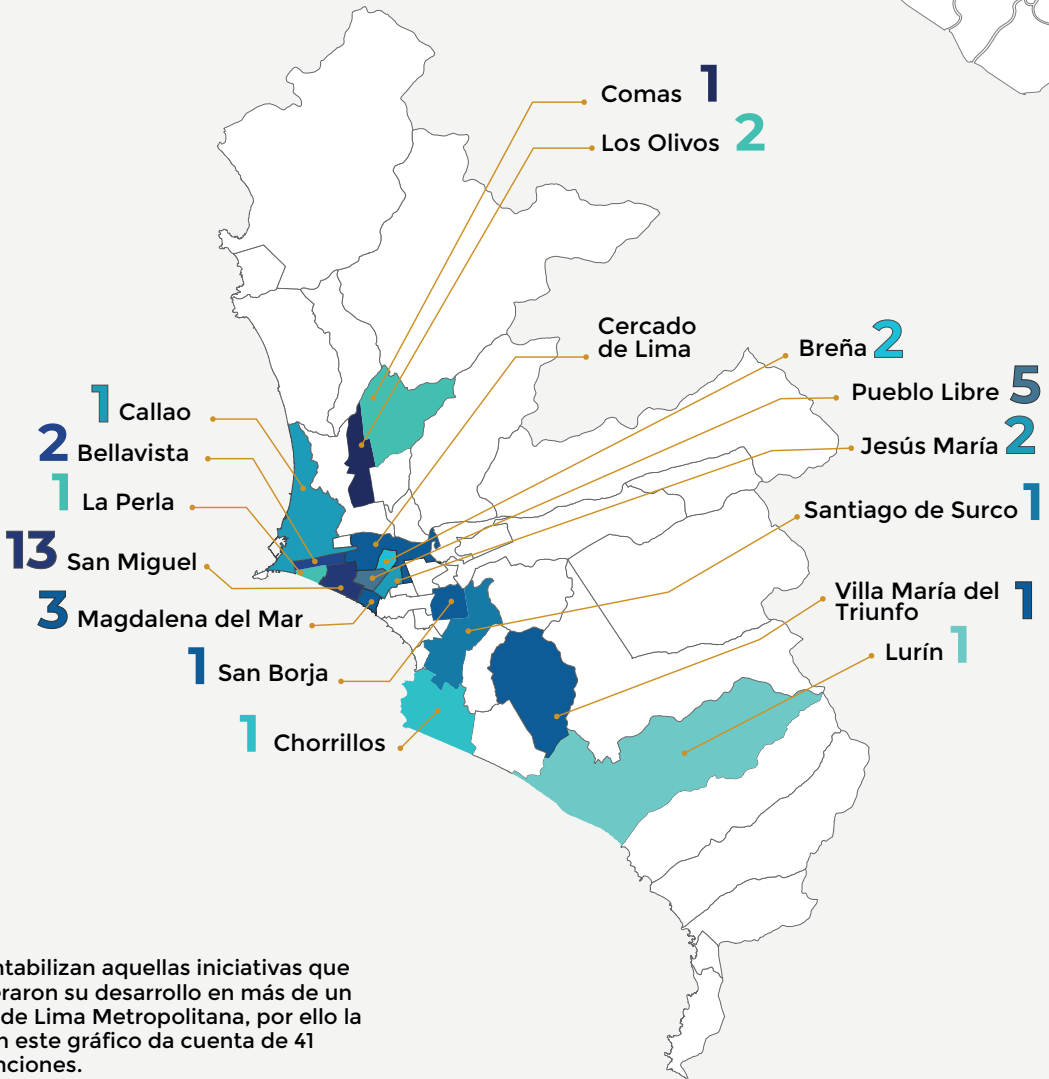 Comas 1
Los Olivos 2
Cercado
de Lima
Breña 2
Pueblo Libre 5
Jesús María 2
Santiago de Surco 1
Villa María del
Triunfo 1
Lurín 1
1 Callao
2 Bellavista
1 La Perla
13 San Miguel
3 Magdalena del Mar
1 San Borja
1 Chorrillos
ntabilizan aquellas iniciativas que
eraron su desarrollo en más de un
de Lima Metropolitana, por ello la
n este gráfico da cuenta de 41
nciones.